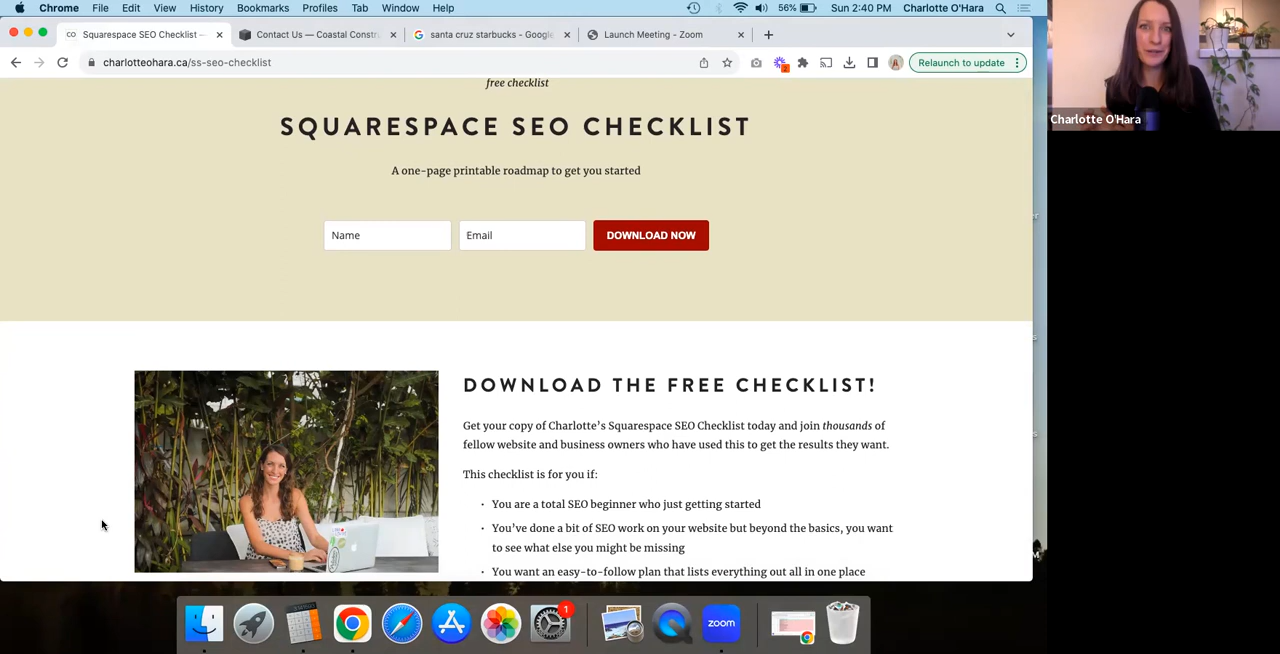 Chrome File Edit View History Bookmarks Profiles Tab Window Help 56% Sun 2:40 PM Charlotte O'Hara
CO Squarespace SEO Checklist — Contact Us — Coastal Constr santa cruz starbucks - Google Launch Meeting - Zoom
charlotteohara.ca/ss-seo-checklist 2 Relaunch to update
Charlotte O'Hara
free checklist
SQUARESPACE SEO CHECKLIST
A one-page printable roadmap to get you started
Name Email DOWNLOAD NOW
DOWNLOAD THE FREE CHECKLIST!
Get your copy of Charlotte's Squarespace SEO Checklist today and join thousands of
fellow website and business owners who have used this to get the results they want.
This checklist is for you if:
· You are a total SEO beginner who just getting started
· You've done a bit of SEO work on your website but beyond the basics, you want
to see what else you might be missing
· You want an easy-to-follow plan that lists everything out all in one place
1
zoom